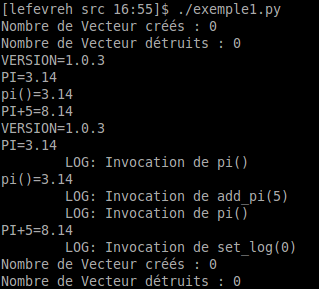 [lefevreh src 16:55]$ ./exemple1.py
Nombre de Vecteur créés : 0
Nombre de Vecteur détruits : 0
VERSION=1.0.3
PI=3.14
pi()=3.14
PI+5=8.14
VERSION=1.0.3
PI=3.14
        LOG: Invocation de pi()
pi()=3.14
        LOG: Invocation de add_pi(5)
        LOG: Invocation de pi()
PI+5=8.14
        LOG: Invocation de set_log(0)
Nombre de Vecteur créés : 0
Nombre de Vecteur détruits : 0